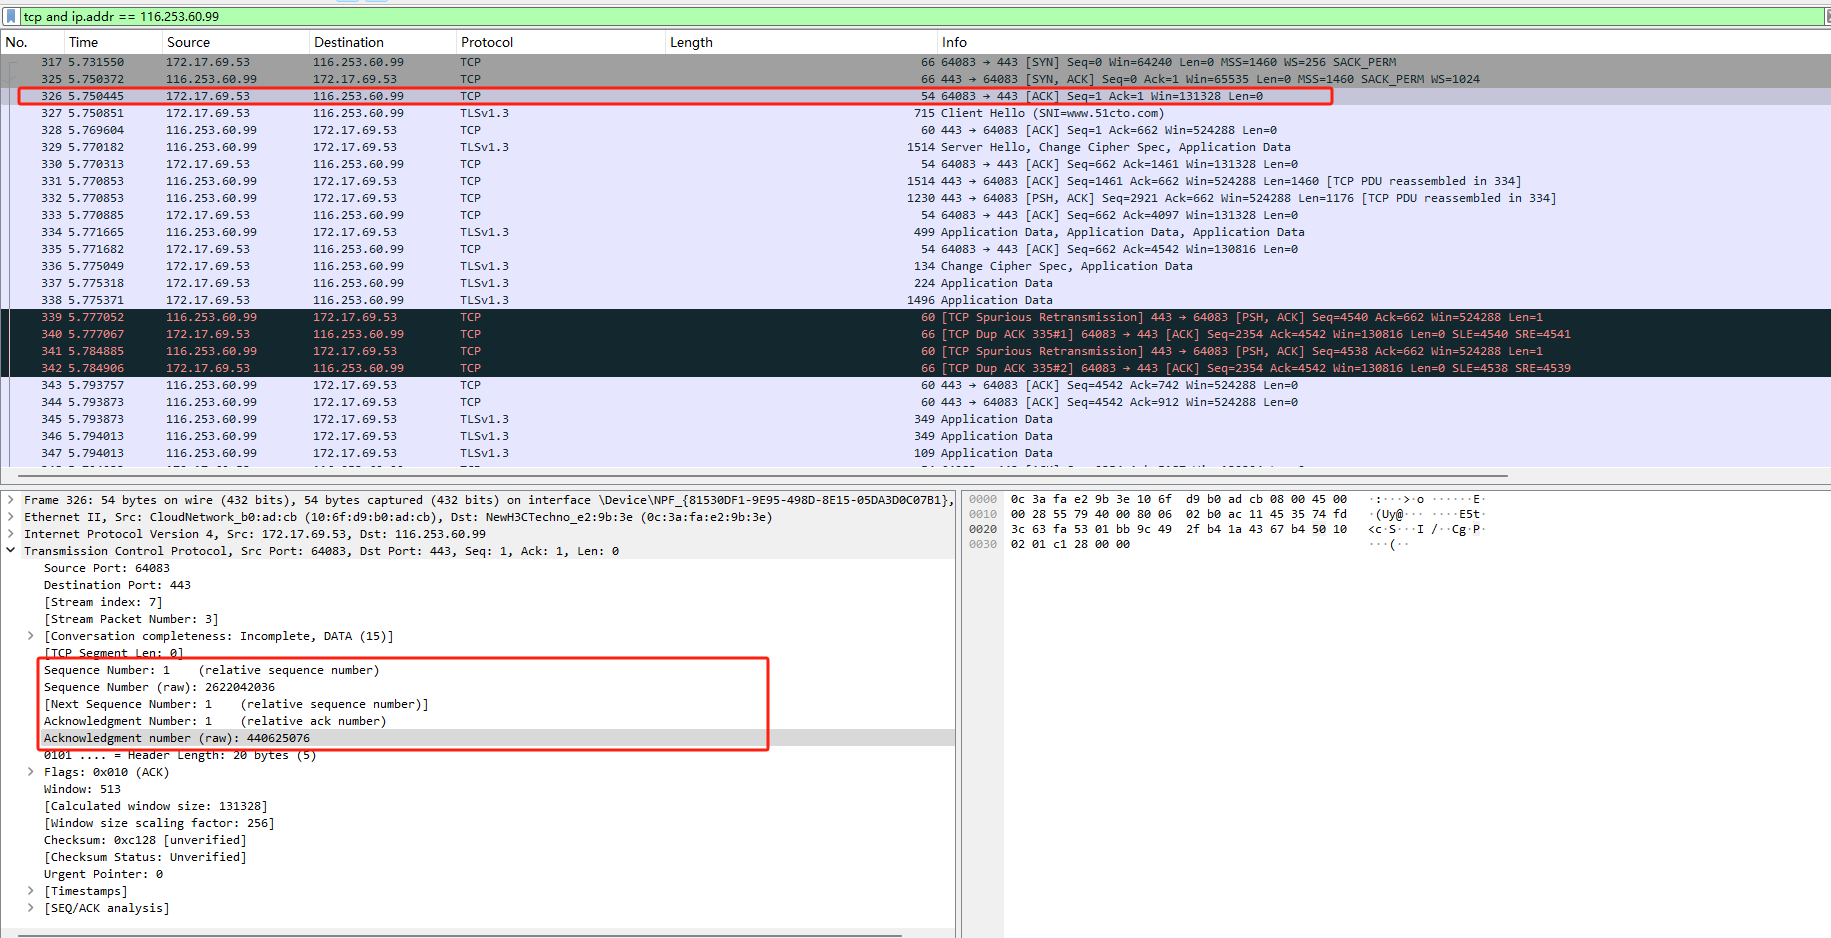 tcp and ip.addr == 116.253.60.99
No. Time Source Destination Protocol Length Info
317 5.731550 172.17.69.53 116.253.60.99 TCP 66 64083 → 443 [SYN] Seq=0 Win=64240 Len=0 MSS=1460 WS=256 SACK_PERM
325 5.750372 116.253.60.99 172.17.69.53 TCP 66 443 → 64083 [SYN, ACK] Seq=0 Ack=1 Win=65535 Len=0 MSS=1460 SACK_PERM WS=1024
326 5.750445 172.17.69.53 116.253.60.99 TCP 54 64083 → 443 [ACK] Seq=1 Ack=1 Win=131328 Len=0
327 5.750851 172.17.69.53 116.253.60.99 TLSv1.3 715 Client Hello (SNI=www.51cto.com)
328 5.769604 116.253.60.99 172.17.69.53 TCP 60 443 → 64083 [ACK] Seq=1 Ack=662 Win=524288 Len=0
329 5.770182 116.253.60.99 172.17.69.53 TLSv1.3 1514 Server Hello, Change Cipher Spec, Application Data
330 5.770313 172.17.69.53 116.253.60.99 TCP 54 64083 → 443 [ACK] Seq=662 Ack=1461 Win=131328 Len=0
331 5.770853 116.253.60.99 172.17.69.53 TCP 1514 443 → 64083 [ACK] Seq=1461 Ack=662 Win=524288 Len=1460 [TCP PDU reassembled in 334]
332 5.770853 116.253.60.99 172.17.69.53 TCP 1230 443 → 64083 [PSH, ACK] Seq=2921 Ack=662 Win=524288 Len=1176 [TCP PDU reassembled in 334]
333 5.770885 172.17.69.53 116.253.60.99 TCP 54 64083 → 443 [ACK] Seq=662 Ack=4097 Win=131328 Len=0
334 5.771665 116.253.60.99 172.17.69.53 TLSv1.3 499 Application Data, Application Data, Application Data
335 5.771682 172.17.69.53 116.253.60.99 TCP 54 64083 → 443 [ACK] Seq=662 Ack=4542 Win=130816 Len=0
336 5.775049 172.17.69.53 116.253.60.99 TLSv1.3 134 Change Cipher Spec, Application Data
337 5.775318 172.17.69.53 116.253.60.99 TLSv1.3 224 Application Data
338 5.775371 172.17.69.53 116.253.60.99 TLSv1.3 1496 Application Data
339 5.777052 116.253.60.99 172.17.69.53 TCP 60 [TCP Spurious Retransmission] 443 → 64083 [PSH, ACK] Seq=4540 Ack=662 Win=524288 Len=1
340 5.777067 172.17.69.53 116.253.60.99 TCP 66 [TCP Dup ACK 335#1] 64083 → 443 [ACK] Seq=2354 Ack=4542 Win=130816 Len=0 SLE=4540 SRE=4541
341 5.784885 116.253.60.99 172.17.69.53 TCP 60 [TCP Spurious Retransmission] 443 → 64083 [PSH, ACK] Seq=4538 Ack=662 Win=524288 Len=1
342 5.784906 172.17.69.53 116.253.60.99 TCP 66 [TCP Dup ACK 335#2] 64083 → 443 [ACK] Seq=2354 Ack=4542 Win=130816 Len=0 SLE=4538 SRE=4539
343 5.793757 116.253.60.99 172.17.69.53 TCP 60 443 → 64083 [ACK] Seq=4542 Ack=742 Win=524288 Len=0
344 5.793873 116.253.60.99 172.17.69.53 TCP 60 443 → 64083 [ACK] Seq=4542 Ack=912 Win=524288 Len=0
345 5.793873 116.253.60.99 172.17.69.53 TLSv1.3 349 Application Data
346 5.794013 116.253.60.99 172.17.69.53 TLSv1.3 349 Application Data
347 5.794013 116.253.60.99 172.17.69.53 TLSv1.3 109 Application Data
Frame 326: 54 bytes on wire (432 bits), 54 bytes captured (432 bits) on interface \Device\NPF_{81530DF1-9E95-498D-8E15-05DA3D0C07B1},
Ethernet II, Src: CloudNetwork_b0:ad:cb (10:6f:d9:b0:ad:cb), Dst: NewH3CTechno_e2:9b:3e (0c:3a:fa:e2:9b:3e)
Internet Protocol Version 4, Src: 172.17.69.53, Dst: 116.253.60.99
Transmission Control Protocol, Src Port: 64083, Dst Port: 443, Seq: 1, Ack: 1, Len: 0
Source Port: 64083
Destination Port: 443
[Stream index: 7]
[Stream Packet Number: 3]
[Conversation completeness: Incomplete, DATA (15)]
[TCP Segment Len: 0]
Sequence Number: 1 (relative sequence number)
Sequence Number (raw): 2622042036
[Next Sequence Number: 1 (relative sequence number)]
Acknowledgment Number: 1 (relative ack number)
Acknowledgment number (raw): 440625076
0101 .... = Header Length: 20 bytes (5)
Flags: 0x010 (ACK)
Window: 513
[Calculated window size: 131328]
[Window size scaling factor: 256]
Checksum: 0xc128 [unverified]
[Checksum Status: Unverified]
Urgent Pointer: 0
[Timestamps]
[SEQ/ACK analysis]
0000 0c 3a fa e2 9b 3e 10 6f d9 b0 ad cb 08 00 45 00 ·:···>·o ······E·
0010 00 28 55 79 40 00 80 06 02 b0 ac 11 45 35 74 fd ·(Uy@··· ····E5t·
0020 3c 63 fa 53 01 bb 9c 49 2f b4 1a 43 67 b4 50 10 <c·S···I /··Cg·P·
0030 02 01 c1 28 00 00 ···(··